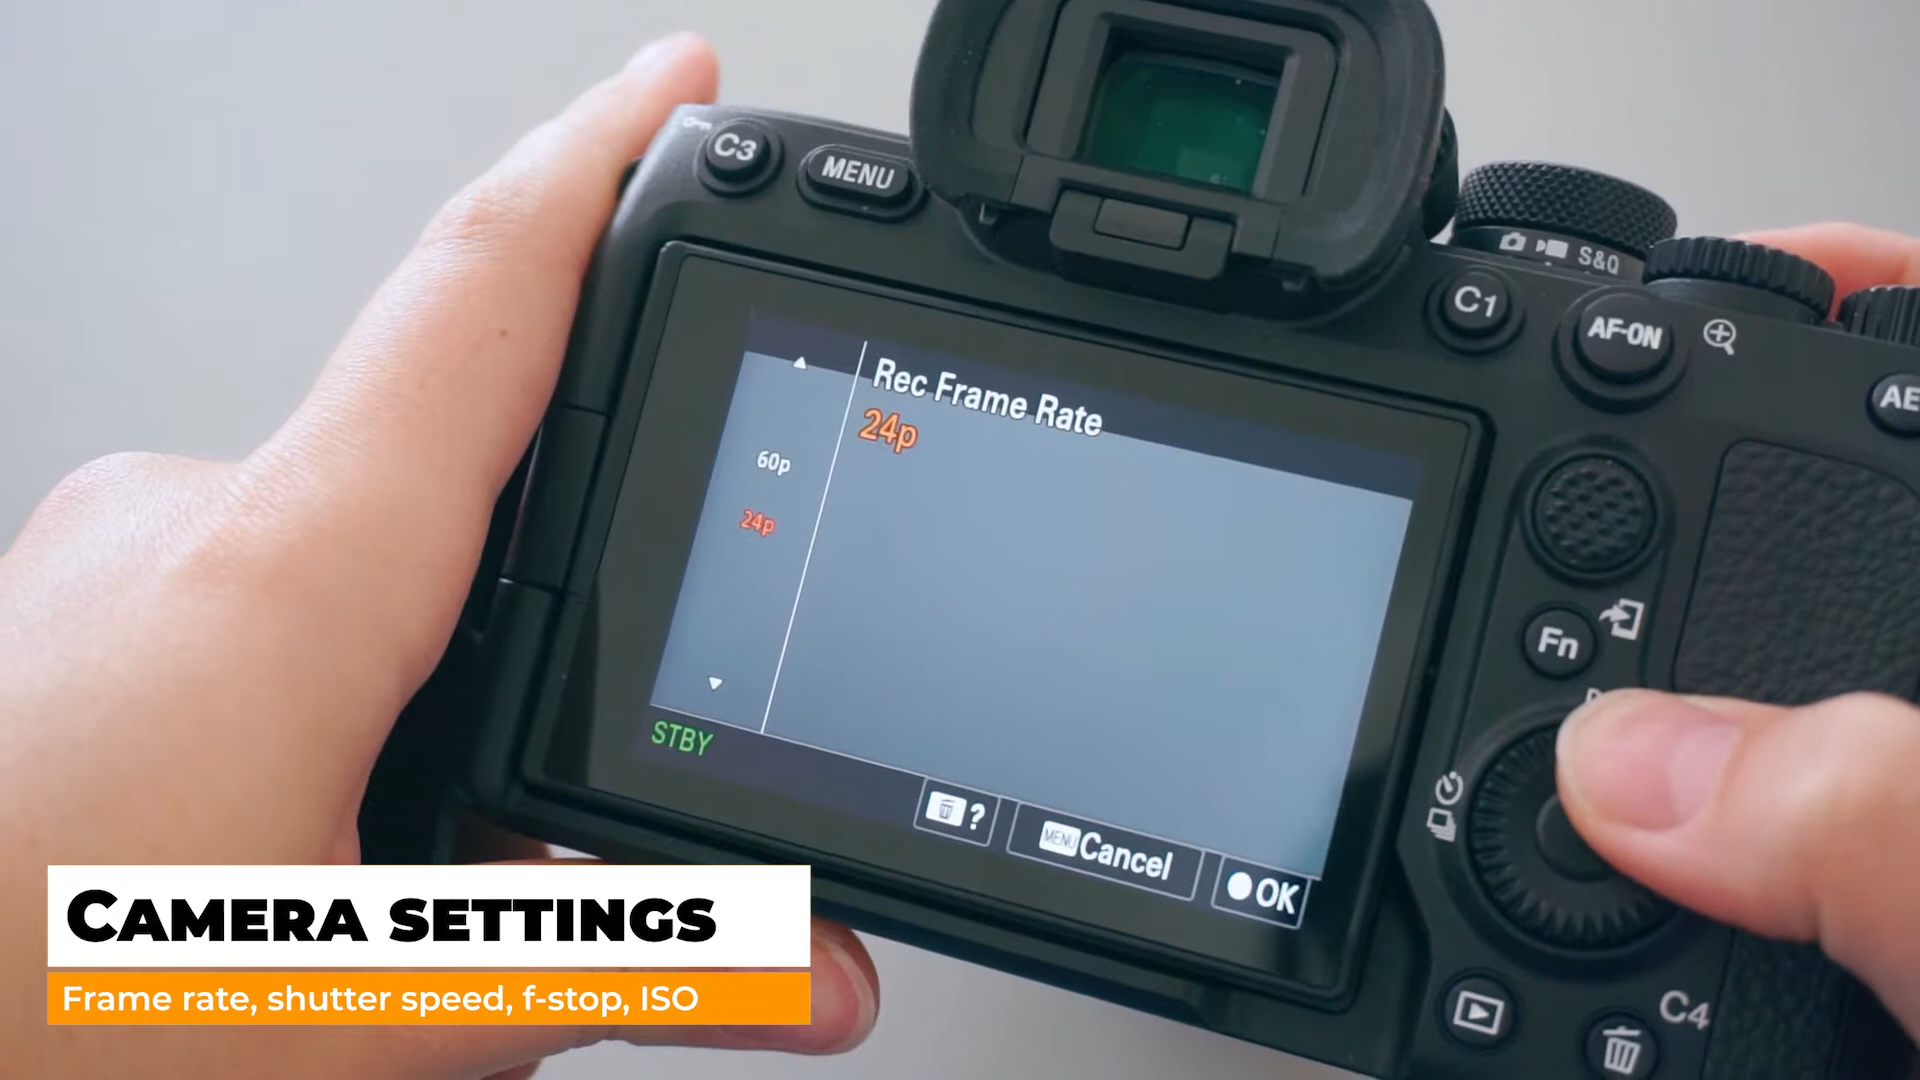 C3
MENU
S&Q
C1
AF-ON
AE
Rec Frame Rate
24p
60p
24p
Fn
STBY
?
MENU Cancel
OK
CAMERA SETTINGS
Frame rate, shutter speed, f-stop, ISO
C4